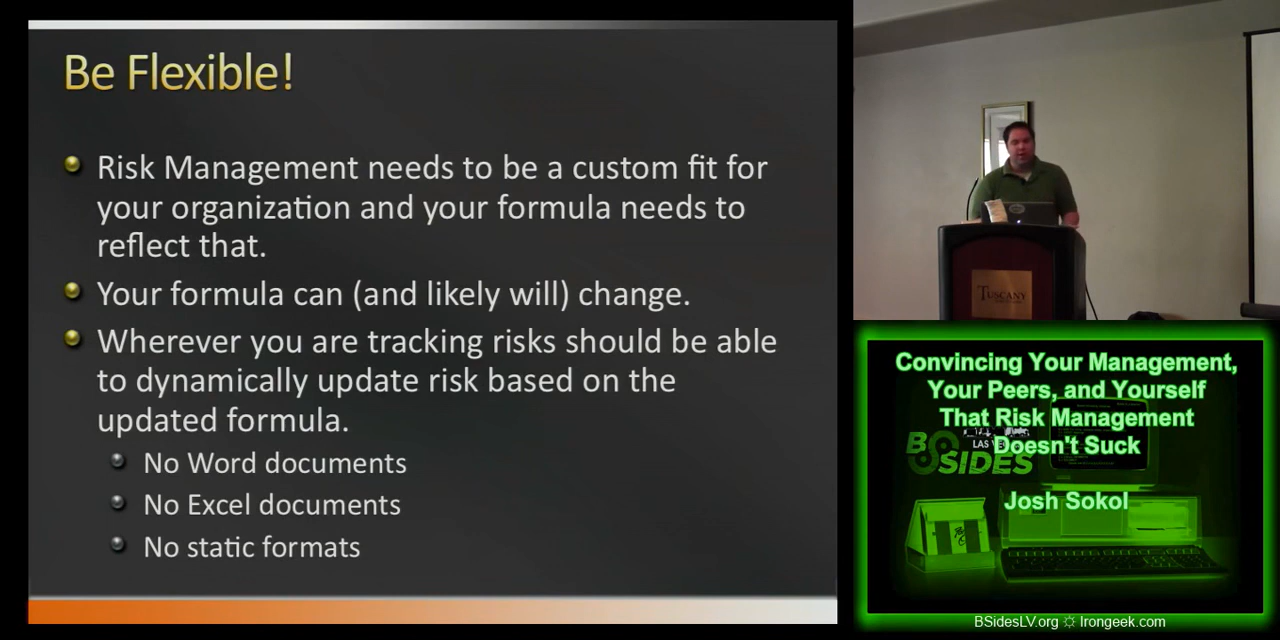 Be Flexible!
Risk Management needs to be a custom fit for
your organization and your formula needs to
reflect that.
Your formula can (and likely will) change.
Wherever you are tracking risks should be able
to dynamically update risk based on the
updated formula.
No Word documents
No Excel documents
No static formats
TUSCANY
Convincing Your Management,
Your Peers, and Yourself
That Risk Management
Doesn't Suck
LAS
BSIDES
Josh Sokol
BSidesLV.org ☼ Irongeek.com